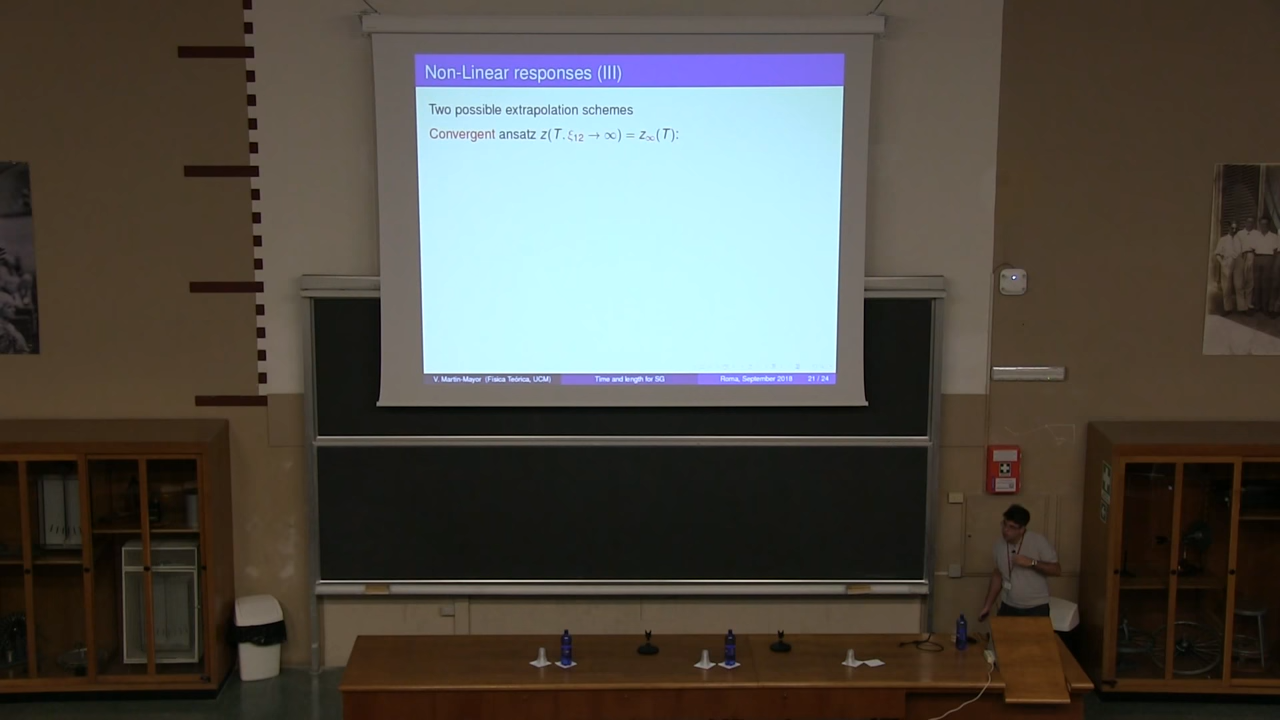 Non-Linear responses (III)
Two possible extrapolation schemes
Convergent ansatz z(T, ξ₁₂ → ∞) = z∞(T):
V. Martin-Mayor (Física Teórica, UCM) Time and length for SG Roma, September 2018 21 / 24